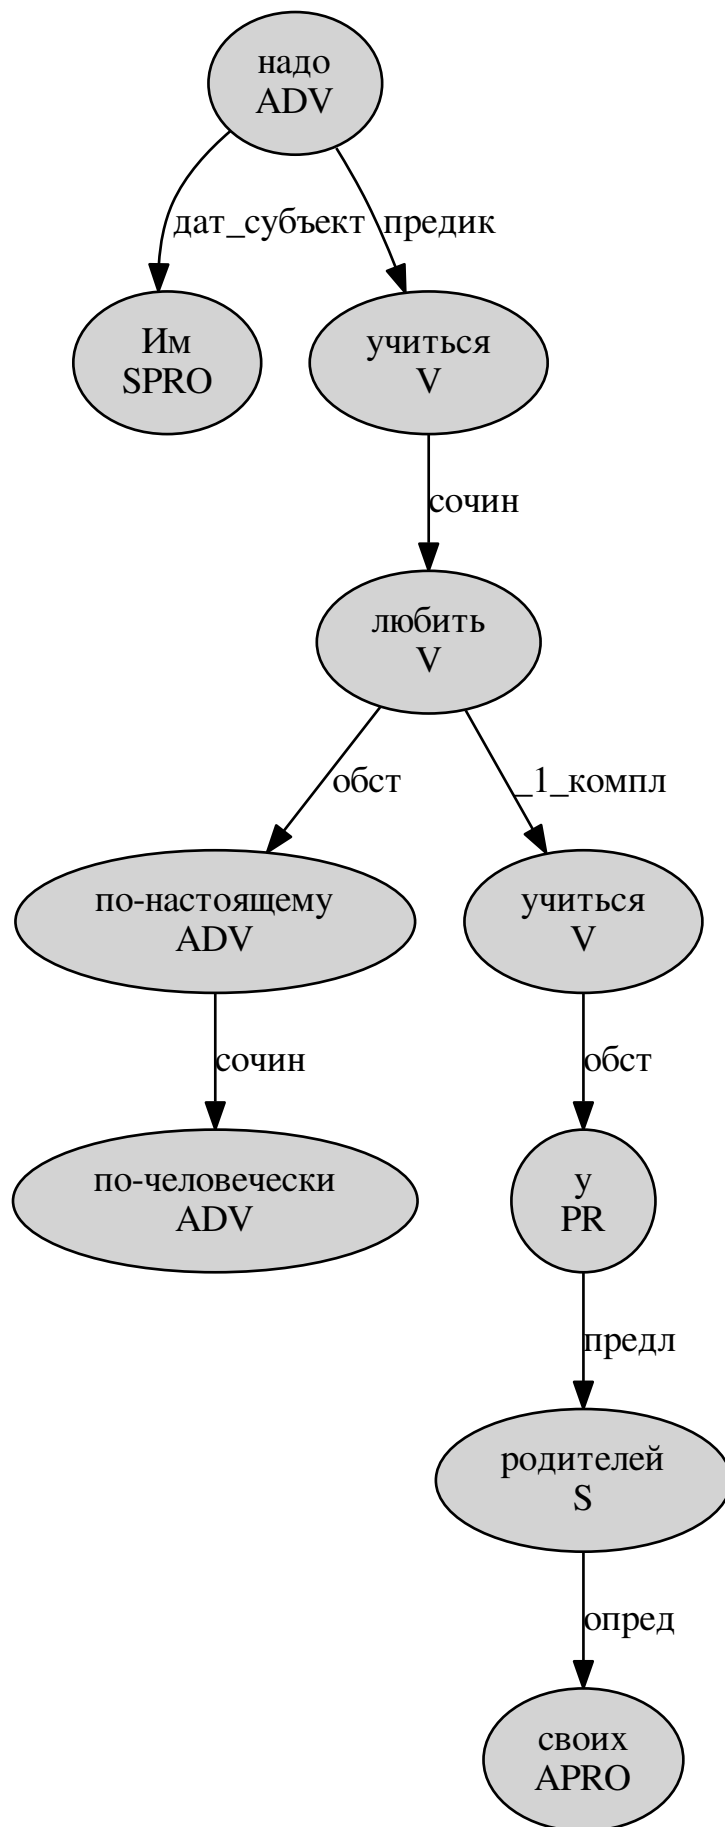 надо
ADV
дат_субъект предик
Им
SPRO
учиться
V
сочин
любить
V
обст
_1_компл
по-настоящему
ADV
учиться
V
сочин
обст
по-человечески
ADV
у
PR
предл
родителей
S
опред
своих
APRO